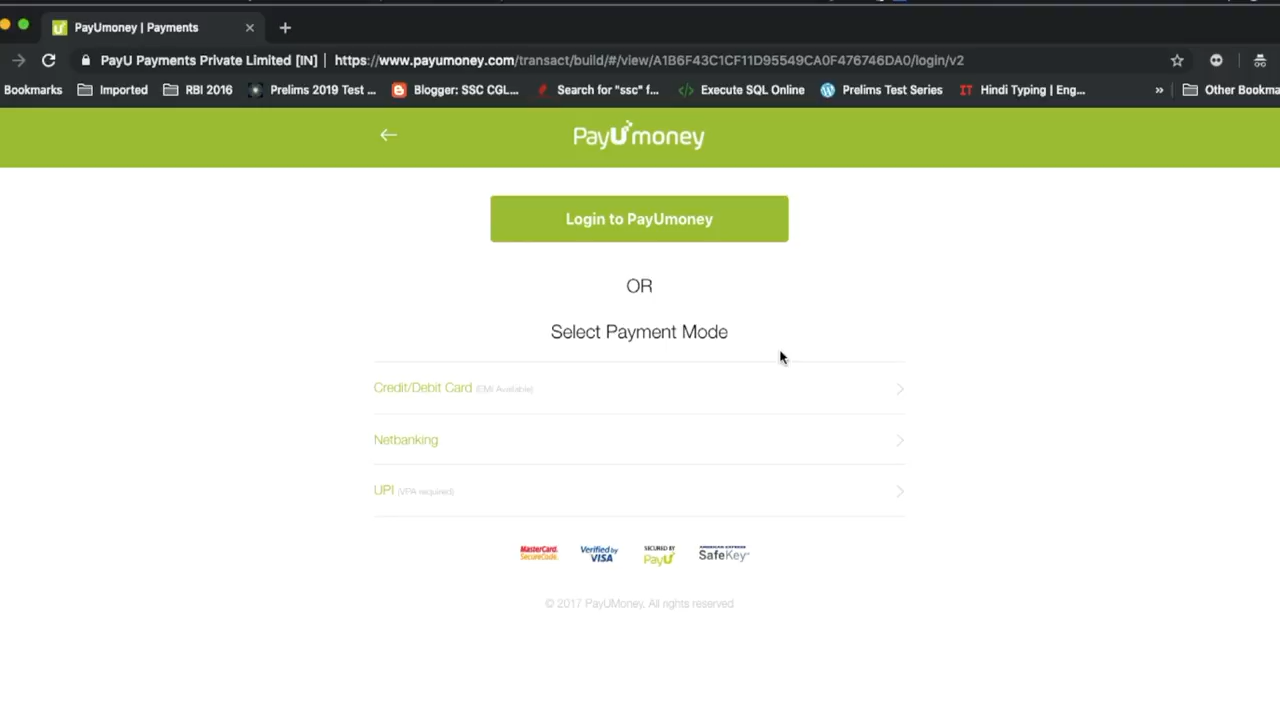 PayUmoney | Payments
PayU Payments Private Limited [IN] | https://www.payumoney.com/transact/build/#/view/A1B6F43C1CF11D95549CA0F476746DA0/login/v2
Bookmarks Imported RBI 2016 Prelims 2019 Test ... Blogger: SSC CGL... Search for "ssc" f... Execute SQL Online Prelims Test Series IT Hindi Typing | Eng... » Other Bookma
PayUmoney
Login to PayUmoney
OR
Select Payment Mode
Credit/Debit Card (EMI Available)
Netbanking
UPI (VPA required)
MasterCard. SecureCode. Verified by VISA SECURED BY PayU AMERICAN EXPRESS SafeKey
© 2017 PayUMoney. All rights reserved